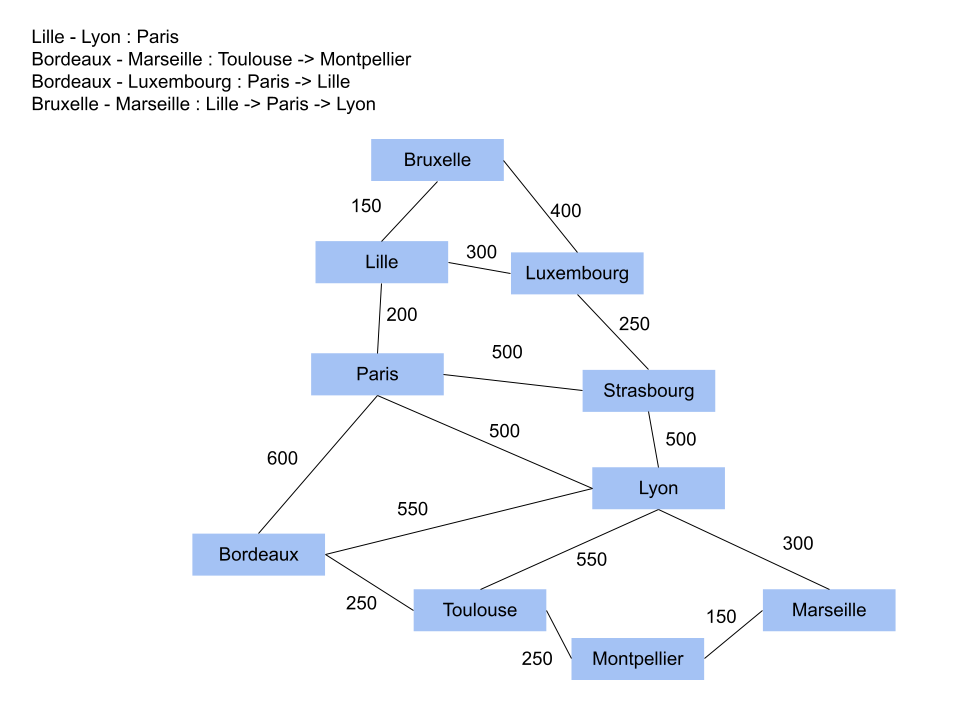 Lille - Lyon : Paris
Bordeaux - Marseille : Toulouse -> Montpellier
Bordeaux - Luxembourg : Paris -> Lille
Bruxelle - Marseille : Lille -> Paris -> Lyon
Bruxelle
150
400
300
Lille
Luxembourg
200
250
500
Paris
Strasbourg
500
500
600
Lyon
550
Bordeaux
300
550
250
Toulouse
Marseille
150
250
Montpellier